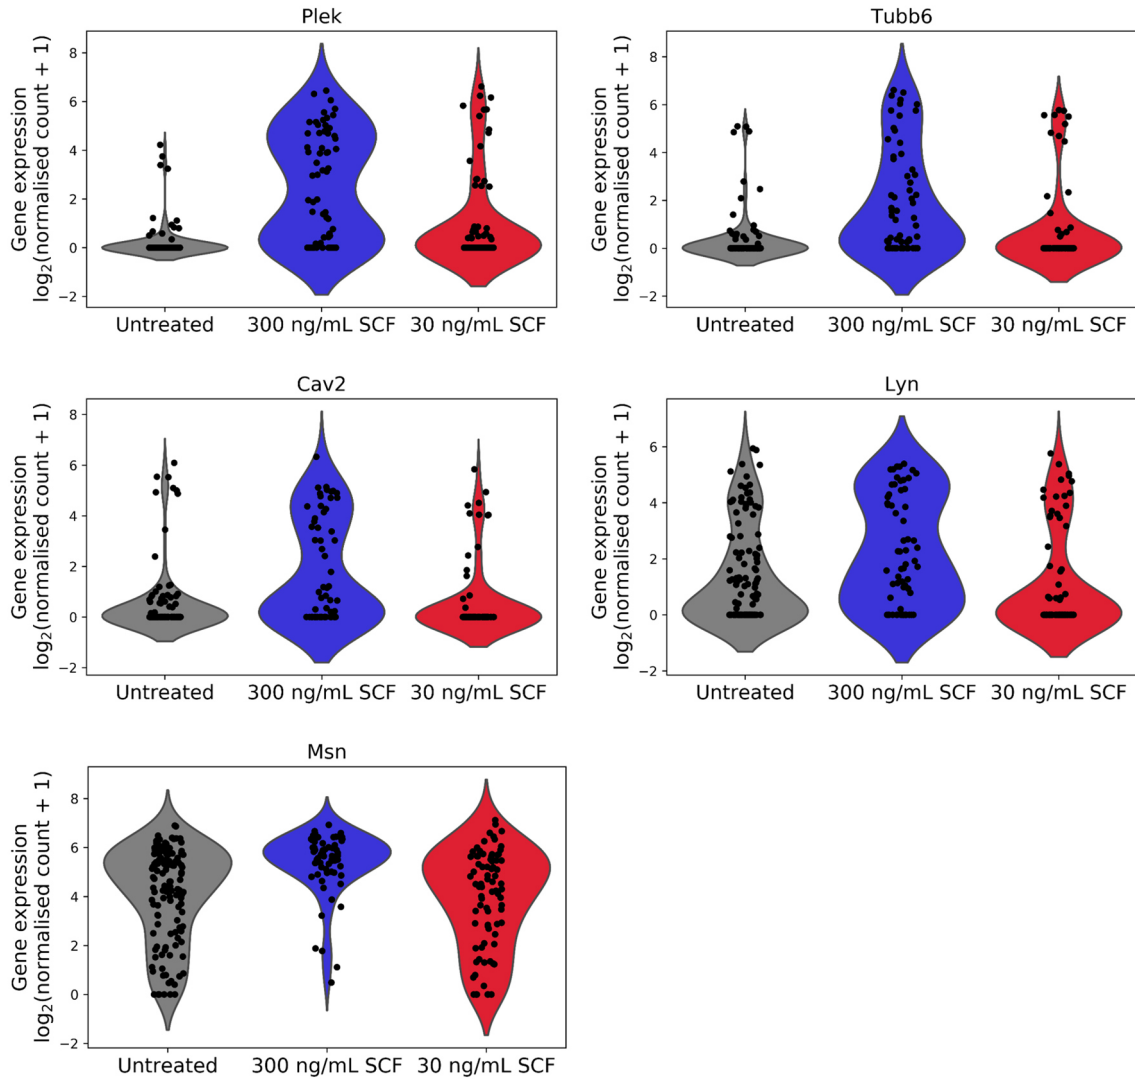 Plek
Gene expression
log₂(normalised count + 1)
8
6
4
2
0
−2
Untreated 300 ng/mL SCF 30 ng/mL SCF
Tubb6
Gene expression
log₂(normalised count + 1)
8
6
4
2
0
−2
Untreated 300 ng/mL SCF 30 ng/mL SCF
Cav2
Gene expression
log₂(normalised count + 1)
8
6
4
2
0
−2
Untreated 300 ng/mL SCF 30 ng/mL SCF
Lyn
Gene expression
log₂(normalised count + 1)
6
4
2
0
−2
Untreated 300 ng/mL SCF 30 ng/mL SCF
Msn
Gene expression
log₂(normalised count + 1)
8
6
4
2
0
−2
Untreated 300 ng/mL SCF 30 ng/mL SCF